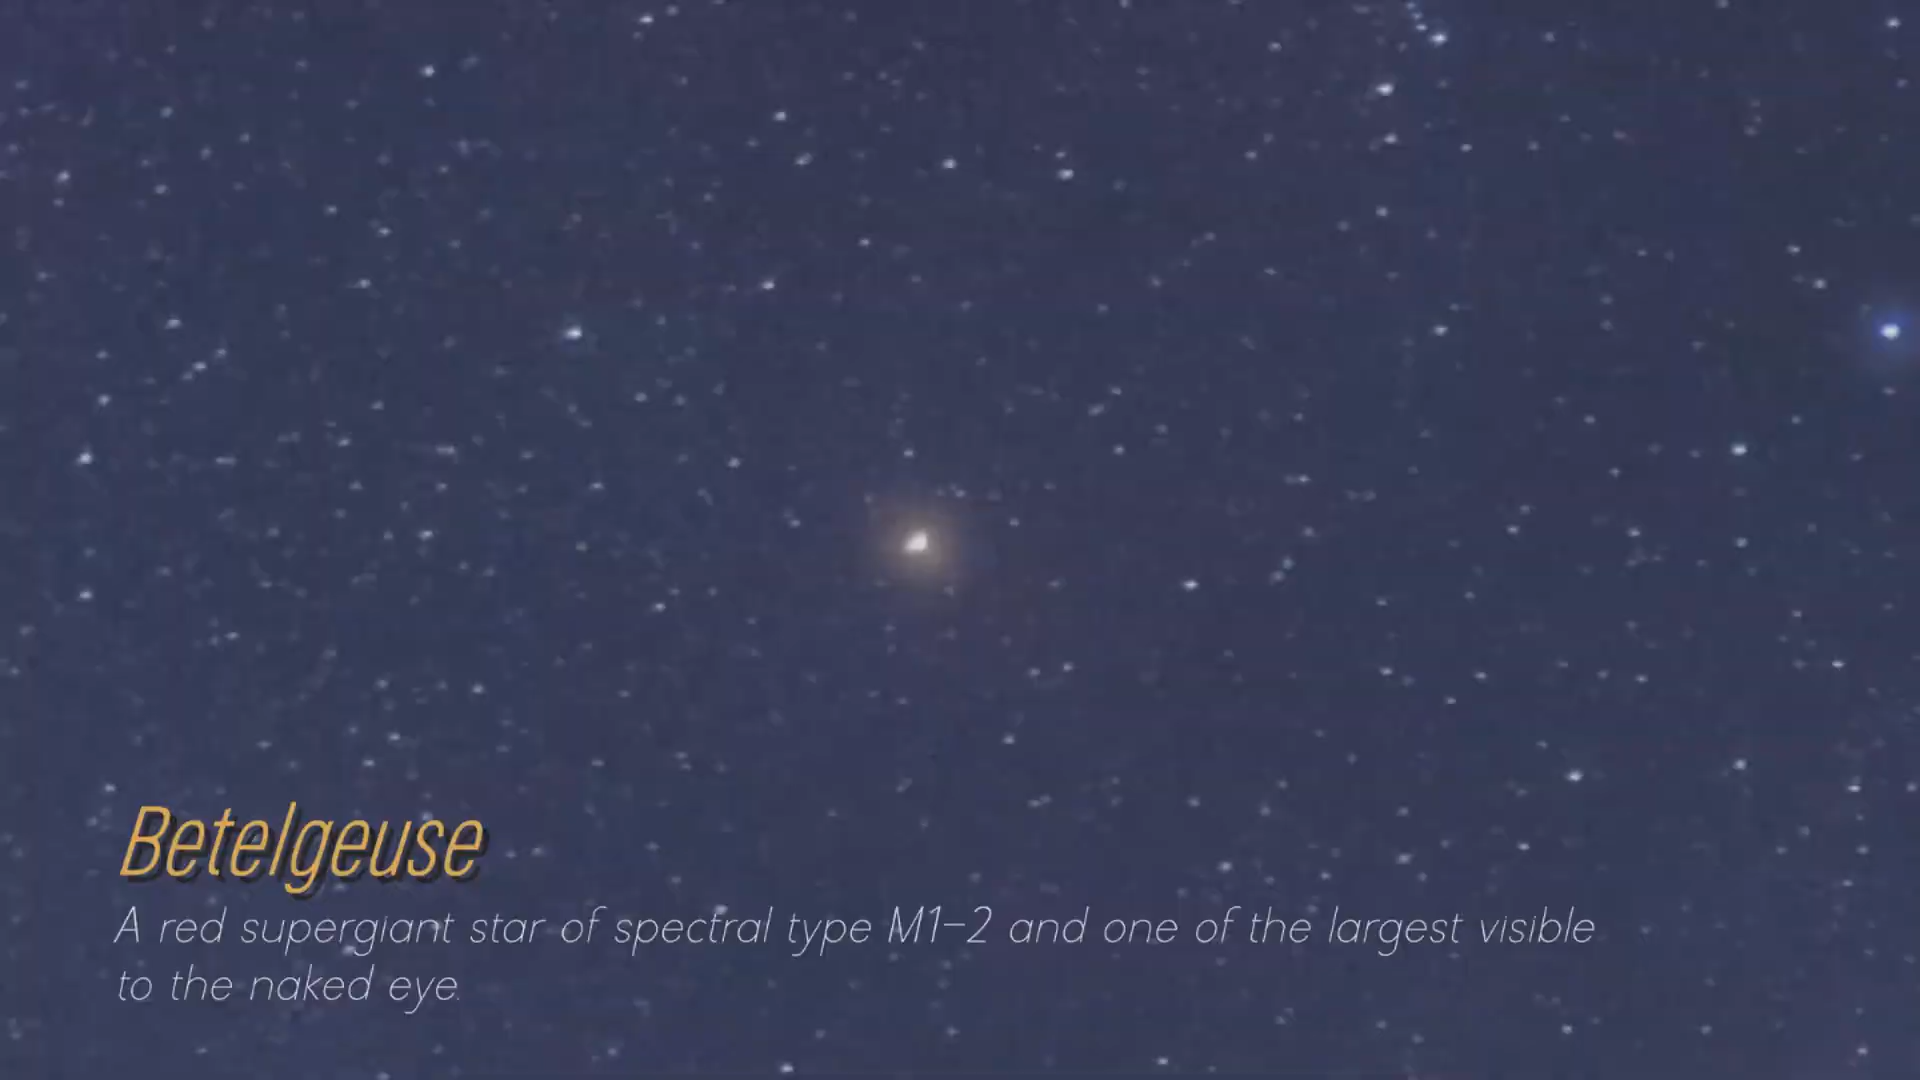 Betelgeuse
A red supergiant star of spectral type M1-2 and one of the largest visible
to the naked eye.